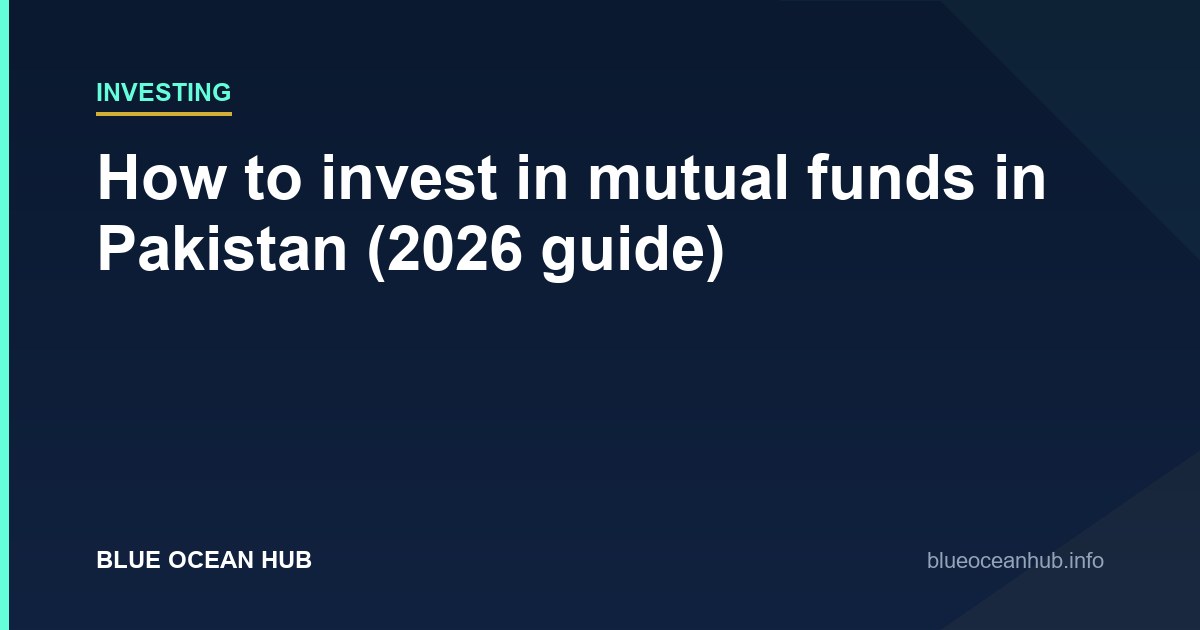 INVESTING
How to invest in mutual funds in
Pakistan (2026 guide)
BLUE OCEAN HUB
blueoceanhub.info